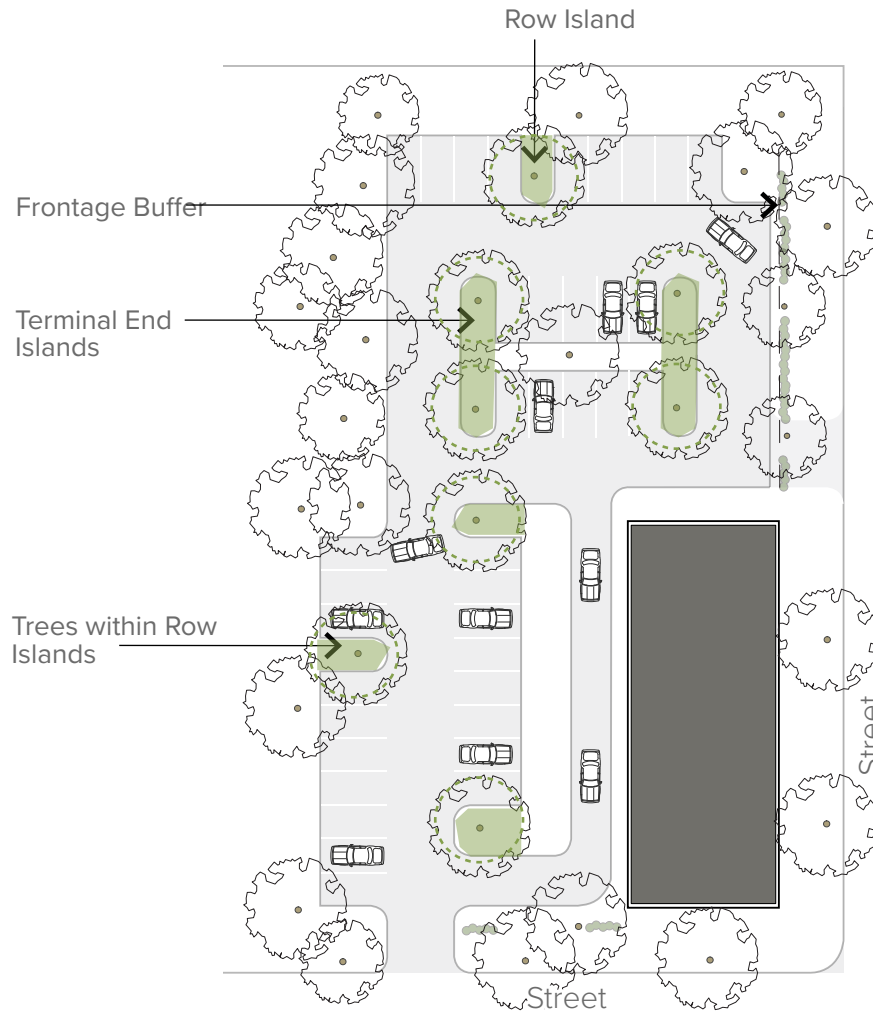 Row Island
Frontage Buffer
Terminal End
Islands
Trees within Row
Islands
Street
Street